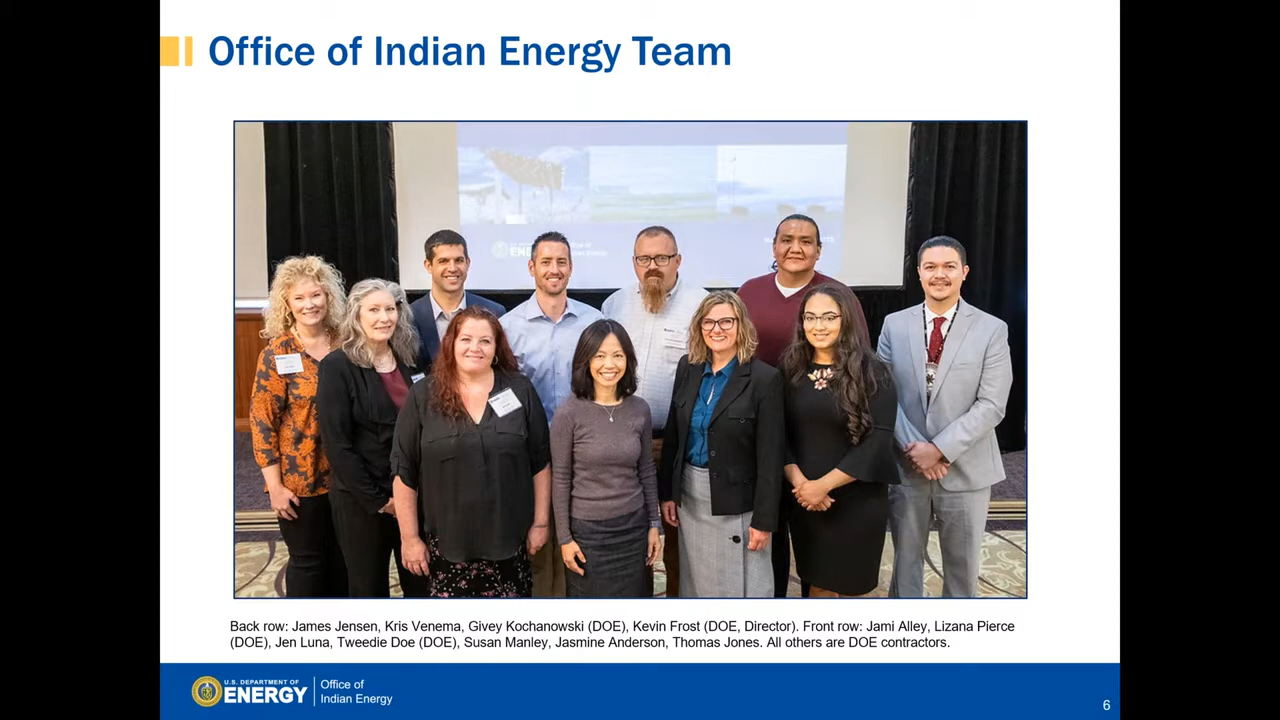 Office of Indian Energy Team
Back row: James Jensen, Kris Venema, Givey Kochanowski (DOE), Kevin Frost (DOE, Director). Front row: Jami Alley, Lizana Pierce
(DOE), Jen Luna, Tweedie Doe (DOE), Susan Manley, Jasmine Anderson, Thomas Jones. All others are DOE contractors.
U.S. DEPARTMENT OF
ENERGY
Office of
Indian Energy
6